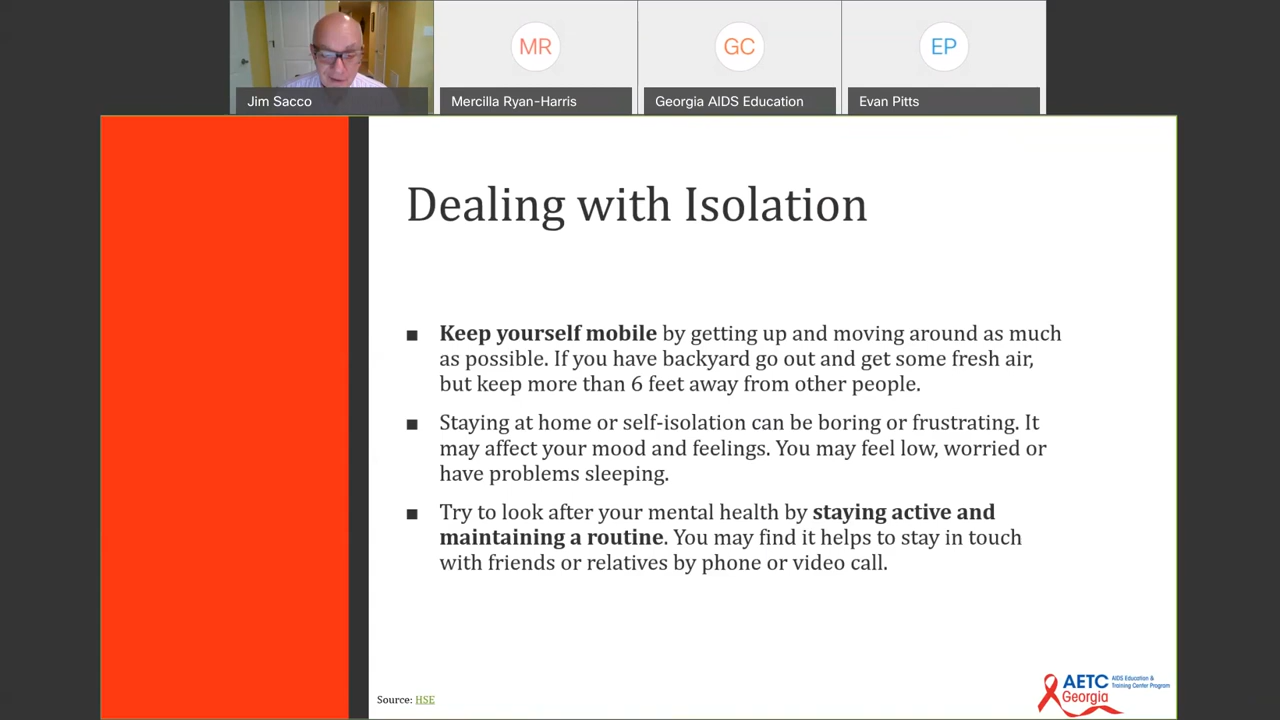 MR
GC
EP
Jim Sacco
Mercilla Ryan-Harris
Georgia AIDS Education
Evan Pitts
Dealing with Isolation
■ Keep yourself mobile by getting up and moving around as much
as possible. If you have backyard go out and get some fresh air,
but keep more than 6 feet away from other people.
■ Staying at home or self-isolation can be boring or frustrating. It
may affect your mood and feelings. You may feel low, worried or
have problems sleeping.
■ Try to look after your mental health by staying active and
maintaining a routine. You may find it helps to stay in touch
with friends or relatives by phone or video call.
Source: HSE
AETC AIDS Education &
Training Center Program
Georgia